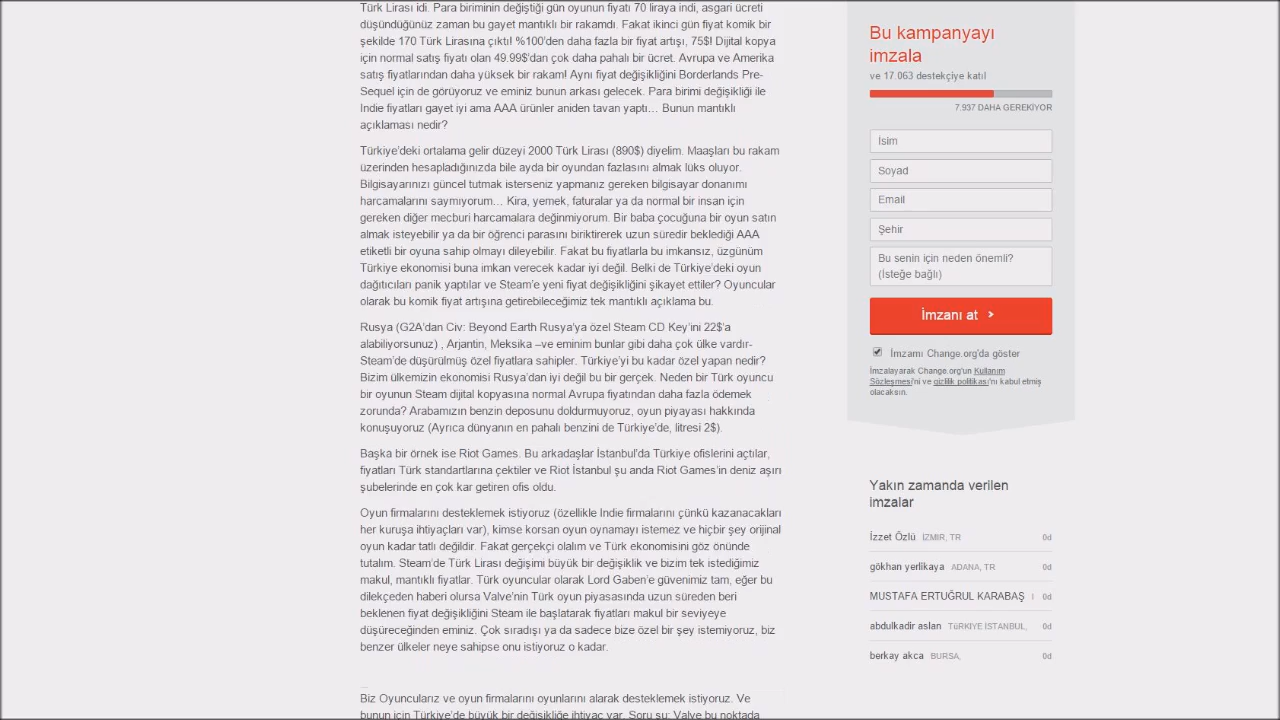 Türk Lirası idi. Para biriminin değiştiği gün oyunun fiyatı 70 liraya indi, asgari ücreti
düşündüğünüz zaman bu gayet mantıklı bir rakamdı. Fakat ikinci gün fiyat komik bir
şekilde 170 Türk Lirasına çıktı! %100'den daha fazla bir fiyat artışı, 75$! Dijital kopya
için normal satış fiyatı olan 49.99$'dan çok daha pahalı bir ücret. Avrupa ve Amerika
satış fiyatlarından daha yüksek bir rakam! Aynı fiyat değişikliğini Borderlands Pre-
Sequel için de görüyoruz ve eminiz bunun arkası gelecek. Para birimi değişikliği ile
Indie fiyatları gayet iyi ama AAA ürünler aniden tavan yaptı… Bunun mantıklı
açıklaması nedir?
Türkiye'deki ortalama gelir düzeyi 2000 Türk Lirası (890$) diyelim. Maaşları bu rakam
üzerinden hesapladığınızda bile ayda bir oyundan fazlasını almak lüks oluyor.
Bilgisayarınızı güncel tutmak isterseniz yapmanız gereken bilgisayar donanımı
harcamalarını saymıyorum… Kira, yemek, faturalar ya da normal bir insan için
gereken diğer mecburi harcamalara değinmiyorum. Bir baba çocuğuna bir oyun satın
almak isteyebilir ya da bir öğrenci parasını biriktirerek uzun süredir beklediği AAA
etiketli bir oyuna sahip olmayı dileyebilir. Fakat bu fiyatlarla bu imkansız, üzgünüm
Türkiye ekonomisi buna imkan verecek kadar iyi değil. Belki de Türkiye'deki oyun
dağıtıcıları panik yaptılar ve Steam'e yeni fiyat değişikliğini şikayet ettiler? Oyuncular
olarak bu komik fiyat artışına getirebileceğimiz tek mantıklı açıklama bu.
Rusya (G2A'dan Civ: Beyond Earth Rusya'ya özel Steam CD Key'ini 22$'a
alabiliyorsunuz) , Arjantin, Meksika –ve eminim bunlar gibi daha çok ülke vardır-
Steam'de düşürülmüş özel fiyatlara sahipler. Türkiye'yi bu kadar özel yapan nedir?
Bizim ülkemizin ekonomisi Rusya'dan iyi değil bu bir gerçek. Neden bir Türk oyuncu
bir oyunun Steam dijital kopyasına normal Avrupa fiyatından daha fazla ödemek
zorunda? Arabamızın benzin deposunu doldurmuyoruz, oyun piyayası hakkında
konuşuyoruz (Ayrıca dünyanın en pahalı benzini de Türkiye'de, litresi 2$).
Başka bir örnek ise Riot Games. Bu arkadaşlar İstanbul'da Türkiye ofislerini açtılar,
fiyatları Türk standartlarına çektiler ve Riot İstanbul şu anda Riot Games'in deniz aşırı
şubelerinde en çok kar getiren ofis oldu.
Oyun firmalarını desteklemek istiyoruz (özellikle Indie firmalarını çünkü kazanacakları
her kuruşa ihtiyaçları var), kimse korsan oyun oynamayı istemez ve hiçbir şey orijinal
oyun kadar tatlı değildir. Fakat gerçekçi olalım ve Türk ekonomisini göz önünde
tutalım. Steam'de Türk Lirası değişimi büyük bir değişiklik ve bizim tek istediğimiz
makul, mantıklı fiyatlar. Türk oyuncular olarak Lord Gaben'e güvenimiz tam, eğer bu
dilekçeden haberi olursa Valve'nin Türk oyun piyasasında uzun süreden beri
beklenen fiyat değişikliğini Steam ile başlatarak fiyatları makul bir seviyeye
düşüreceğinden eminiz. Çok sıradışı ya da sadece bize özel bir şey istemiyoruz, biz
benzer ülkeler neye sahipse onu istiyoruz o kadar.
Biz Oyuncularız ve oyun firmalarını oyunlarını alarak desteklemek istiyoruz. Ve
bunun için Türkiye'de büyük bir değişikliğe ihtiyaç var. Soru şu: Valve bu noktada
Bu kampanyayı
imzala
ve 17.063 destekçiye katıl
7.937 DAHA GEREKİYOR
İsim
Soyad
Email
Şehir
Bu senin için neden önemli?
(İsteğe bağlı)
İmzanı at >
İmzamı Change.org'da göster
İmzalayarak Change.org'un Kullanım
Sözleşmesi'ni ve gizlilik politikası'nı kabul etmiş
olacaksın.
Yakın zamanda verilen
imzalar
İzzet Özlü İZMIR, TR 0d
gökhan yerlikaya ADANA, TR 0d
MUSTAFA ERTUĞRUL KARABAŞ I 0d
abdulkadir aslan TüRKIYE İSTANBUL, 0d
berkay akca BURSA, 0d